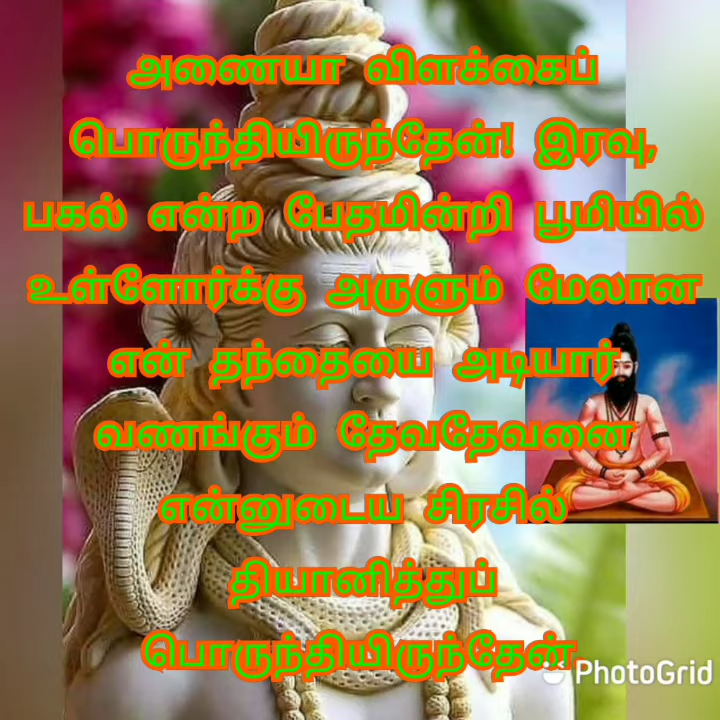 அணையா விளக்கைப்
பொருந்தியிருந்தேன்! இரவு,
பகல் என்ற பேதமின்றி பூமியில்
உள்ளோர்க்கு அருளும் மேலான
என் தந்தையை அடியார்
வணங்கும் தேவதேவனை
என்னுடைய சிரசில்
தியானித்துப்
பொருந்தியிருந்தேன்
PhotoGrid